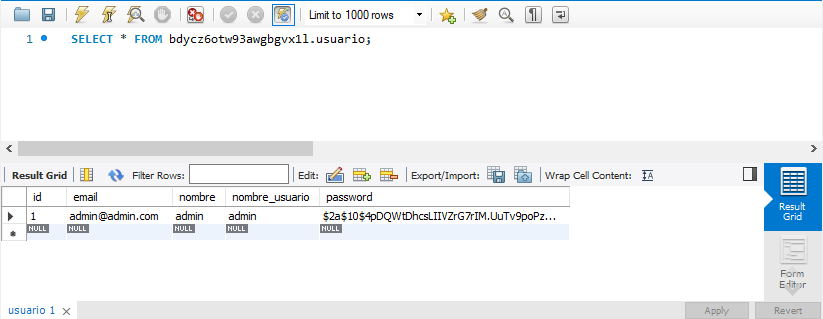 Limit to 1000 rows
1 SELECT * FROM bdycz6otw93awgbgvx1l.usuario;
Result Grid Filter Rows: Edit: Export/Import: Wrap Cell Content: IA
id email nombre nombre_usuario password
1 admin@admin.com admin admin $2a$10$4pDQWtDhcsLIIVZrG7rIM.UuTv9poPz...
NULL NULL NULL NULL NULL
Result
Grid
Form
Editor
usuario 1 Apply Revert